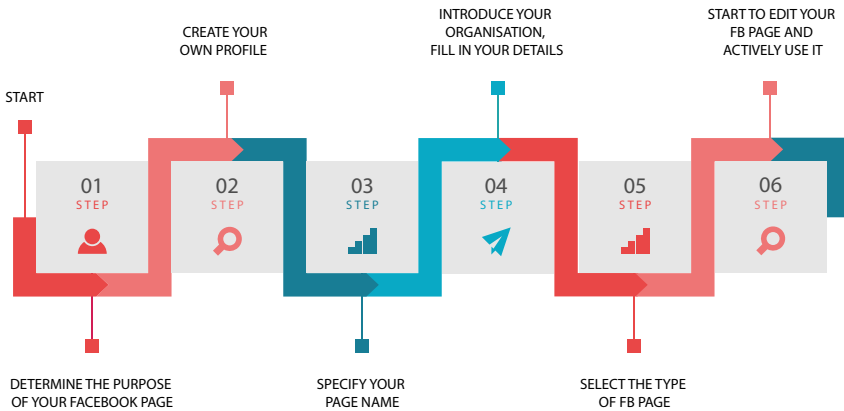 START
CREATE YOUR
OWN PROFILE
INTRODUCE YOUR
ORGANISATION,
FILL IN YOUR DETAILS
START TO EDIT YOUR
FB PAGE AND
ACTIVELY USE IT
01
STEP
02
STEP
03
STEP
04
STEP
05
STEP
06
STEP
DETERMINE THE PURPOSE
OF YOUR FACEBOOK PAGE
SPECIFY YOUR
PAGE NAME
SELECT THE TYPE
OF FB PAGE